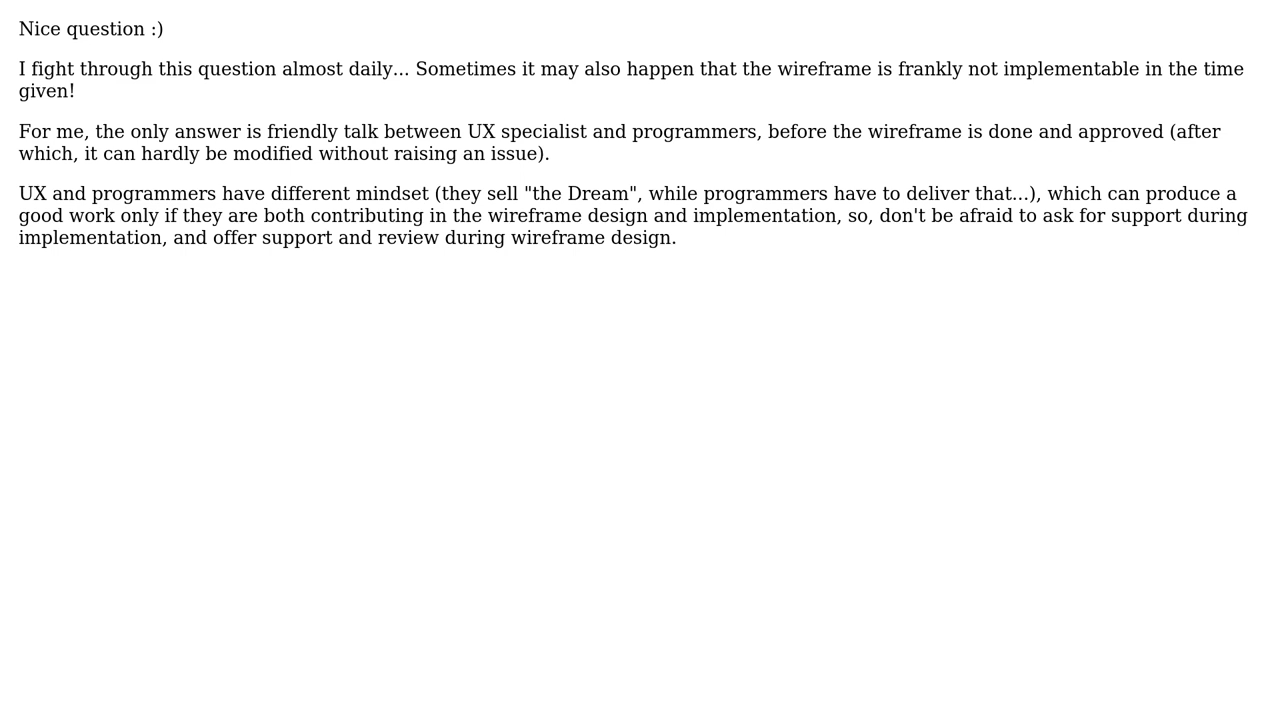 Nice question :)
I fight through this question almost daily... Sometimes it may also happen that the wireframe is frankly not implementable in the time
given!
For me, the only answer is friendly talk between UX specialist and programmers, before the wireframe is done and approved (after
which, it can hardly be modified without raising an issue).
UX and programmers have different mindset (they sell "the Dream", while programmers have to deliver that...), which can produce a
good work only if they are both contributing in the wireframe design and implementation, so, don't be afraid to ask for support during
implementation, and offer support and review during wireframe design.